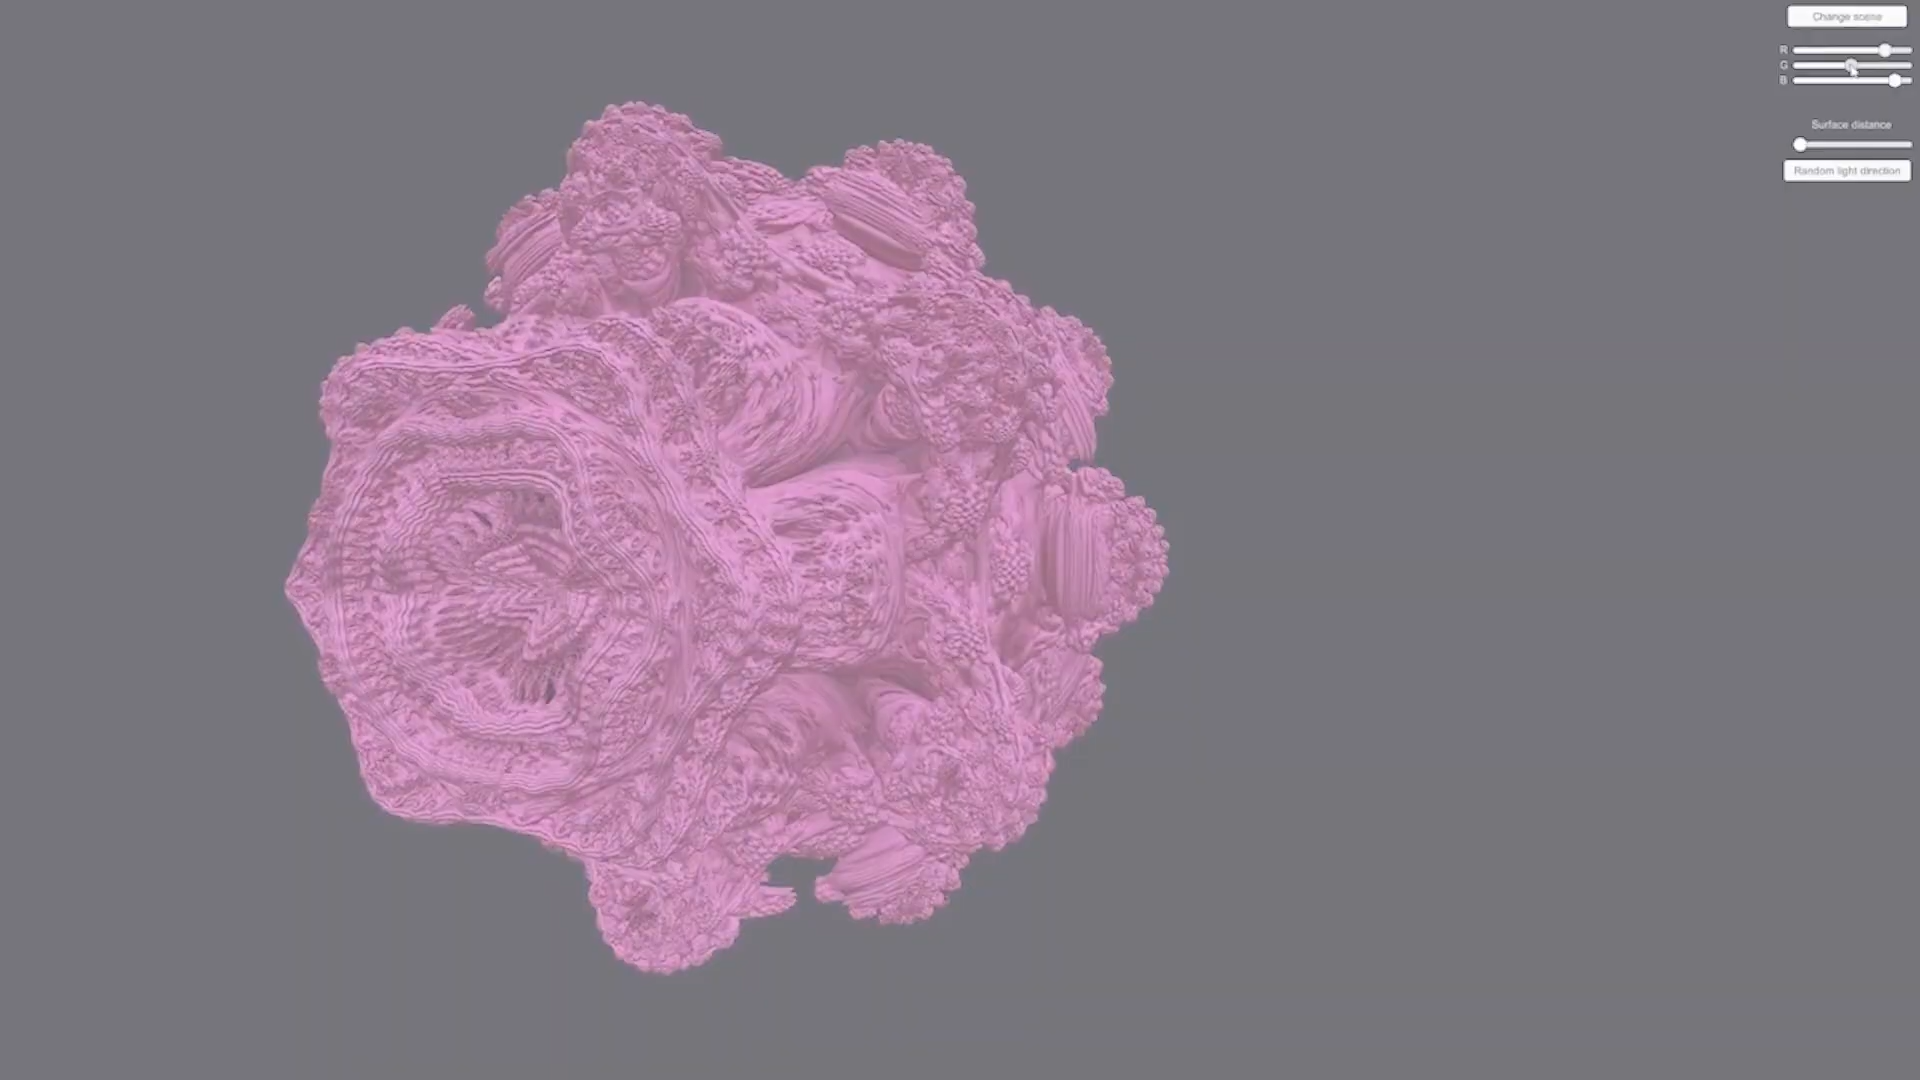 Change scene
R
G
B
Surface distance
Random light direction